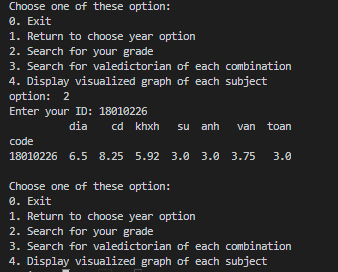 Choose one of these option:
0. Exit
1. Return to choose year option
2. Search for your grade
3. Search for valedictorian of each combination
4. Display visualized graph of each subject
option:  2
Enter your ID: 18010226
          dia    cd  khxh   su  anh   van  toan
code
18010226  6.5  8.25  5.92  3.0  3.0  3.75   3.0

Choose one of these option:
0. Exit
1. Return to choose year option
2. Search for your grade
3. Search for valedictorian of each combination
4. Display visualized graph of each subject